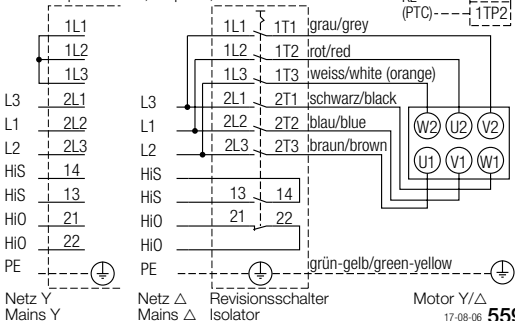 (PTC)
1TP2
1L1
1L2
1L3
L3 2L1
L1 2L2
L2 2L3
HiS 14
HiS 13
HiO 21
HiO 22
PE
Netz Y
Mains Y
1L1 1T1 grau/grey
1L2 1T2 rot/red
1L3 1T3 weiss/white (orange)
L3 2L1 2T1 schwarz/black
L1 2L2 2T2 blau/blue
L2 2L3 2T3 braun/brown
HiS
HiS 13 14
HiO 21 22
HiO
PE grün-gelb/green-yellow
Netz △ Revisionsschalter
Mains △ Isolator
W2 U2 V2
U1 V1 W1
Motor Y/△
17-08-06 559